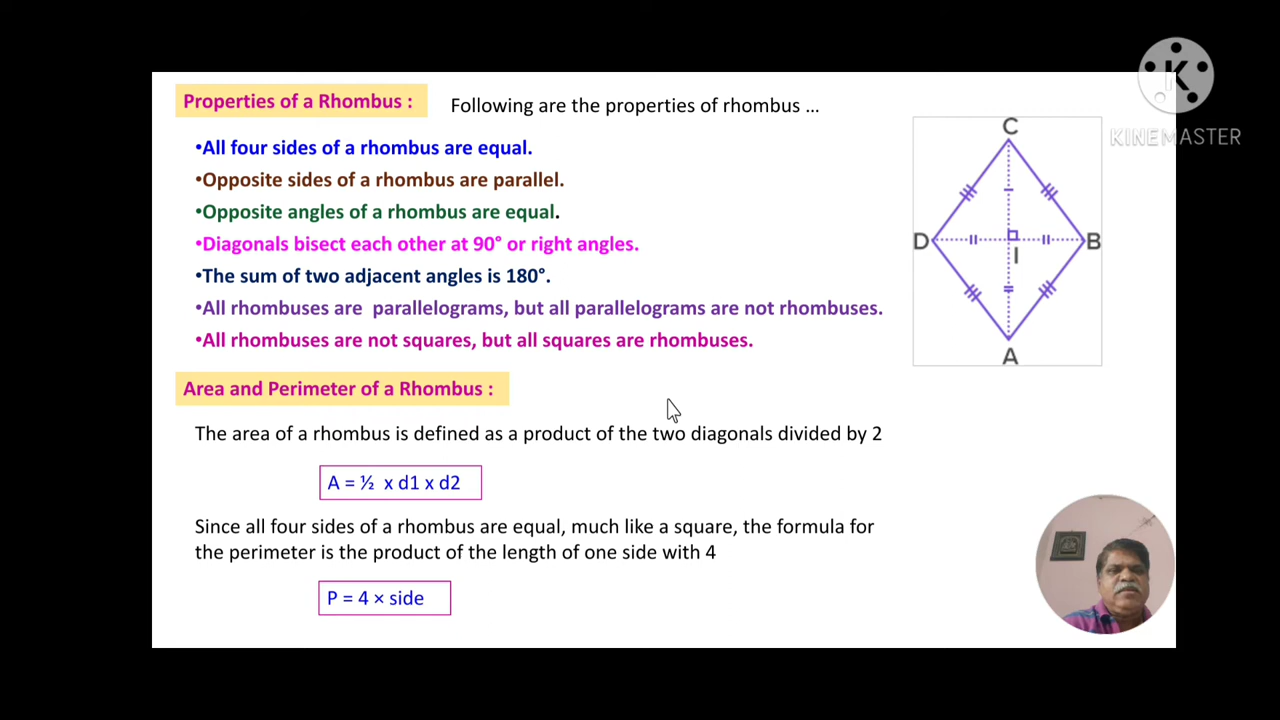 Properties of a Rhombus :
Following are the properties of rhombus ...
•All four sides of a rhombus are equal.
•Opposite sides of a rhombus are parallel.
•Opposite angles of a rhombus are equal.
•Diagonals bisect each other at 90° or right angles.
•The sum of two adjacent angles is 180°.
•All rhombuses are  parallelograms, but all parallelograms are not rhombuses.
•All rhombuses are not squares, but all squares are rhombuses.
C
D
B
I
A
K
KINEMASTER
Area and Perimeter of a Rhombus :
The area of a rhombus is defined as a product of the two diagonals divided by 2
A = ½  x d1 x d2
Since all four sides of a rhombus are equal, much like a square, the formula for
the perimeter is the product of the length of one side with 4
P = 4 × side